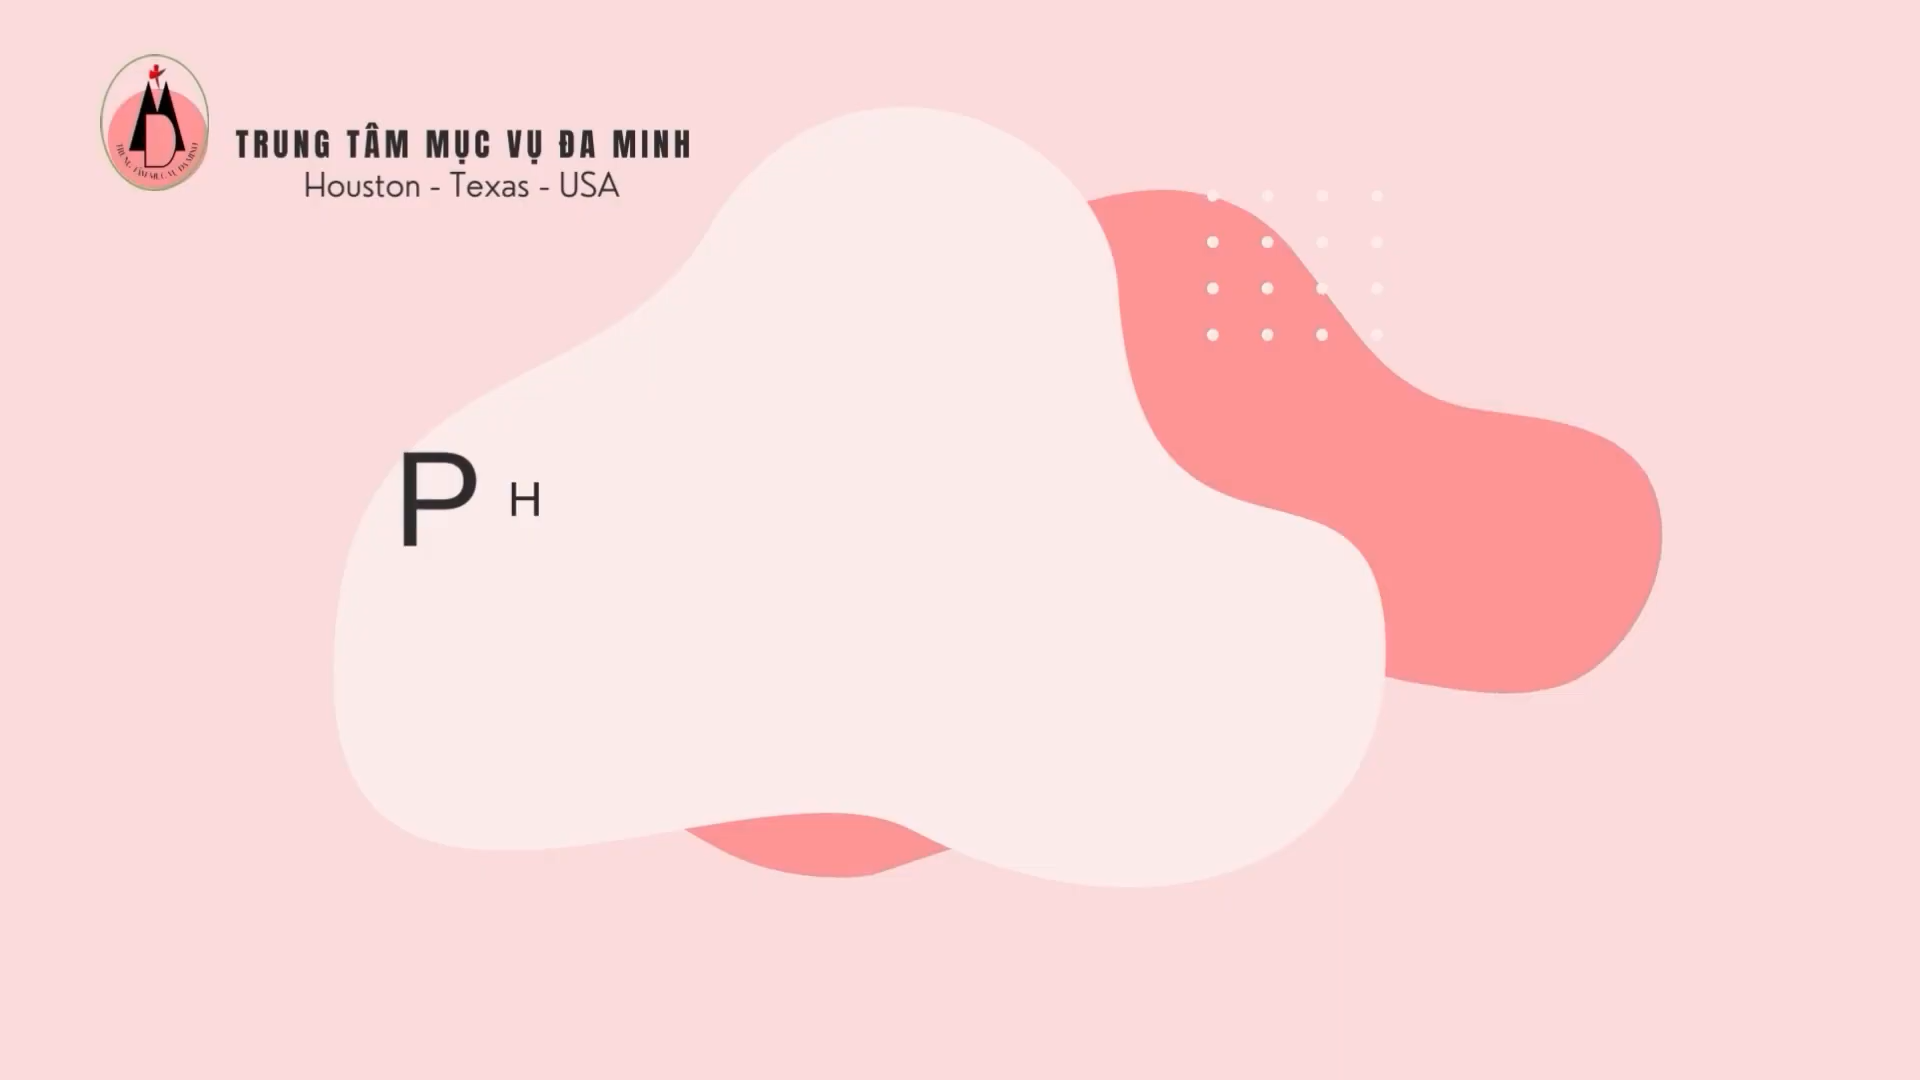 TRUNG TÂM MỤC VỤ ĐA MINH
Houston - Texas - USA
P H